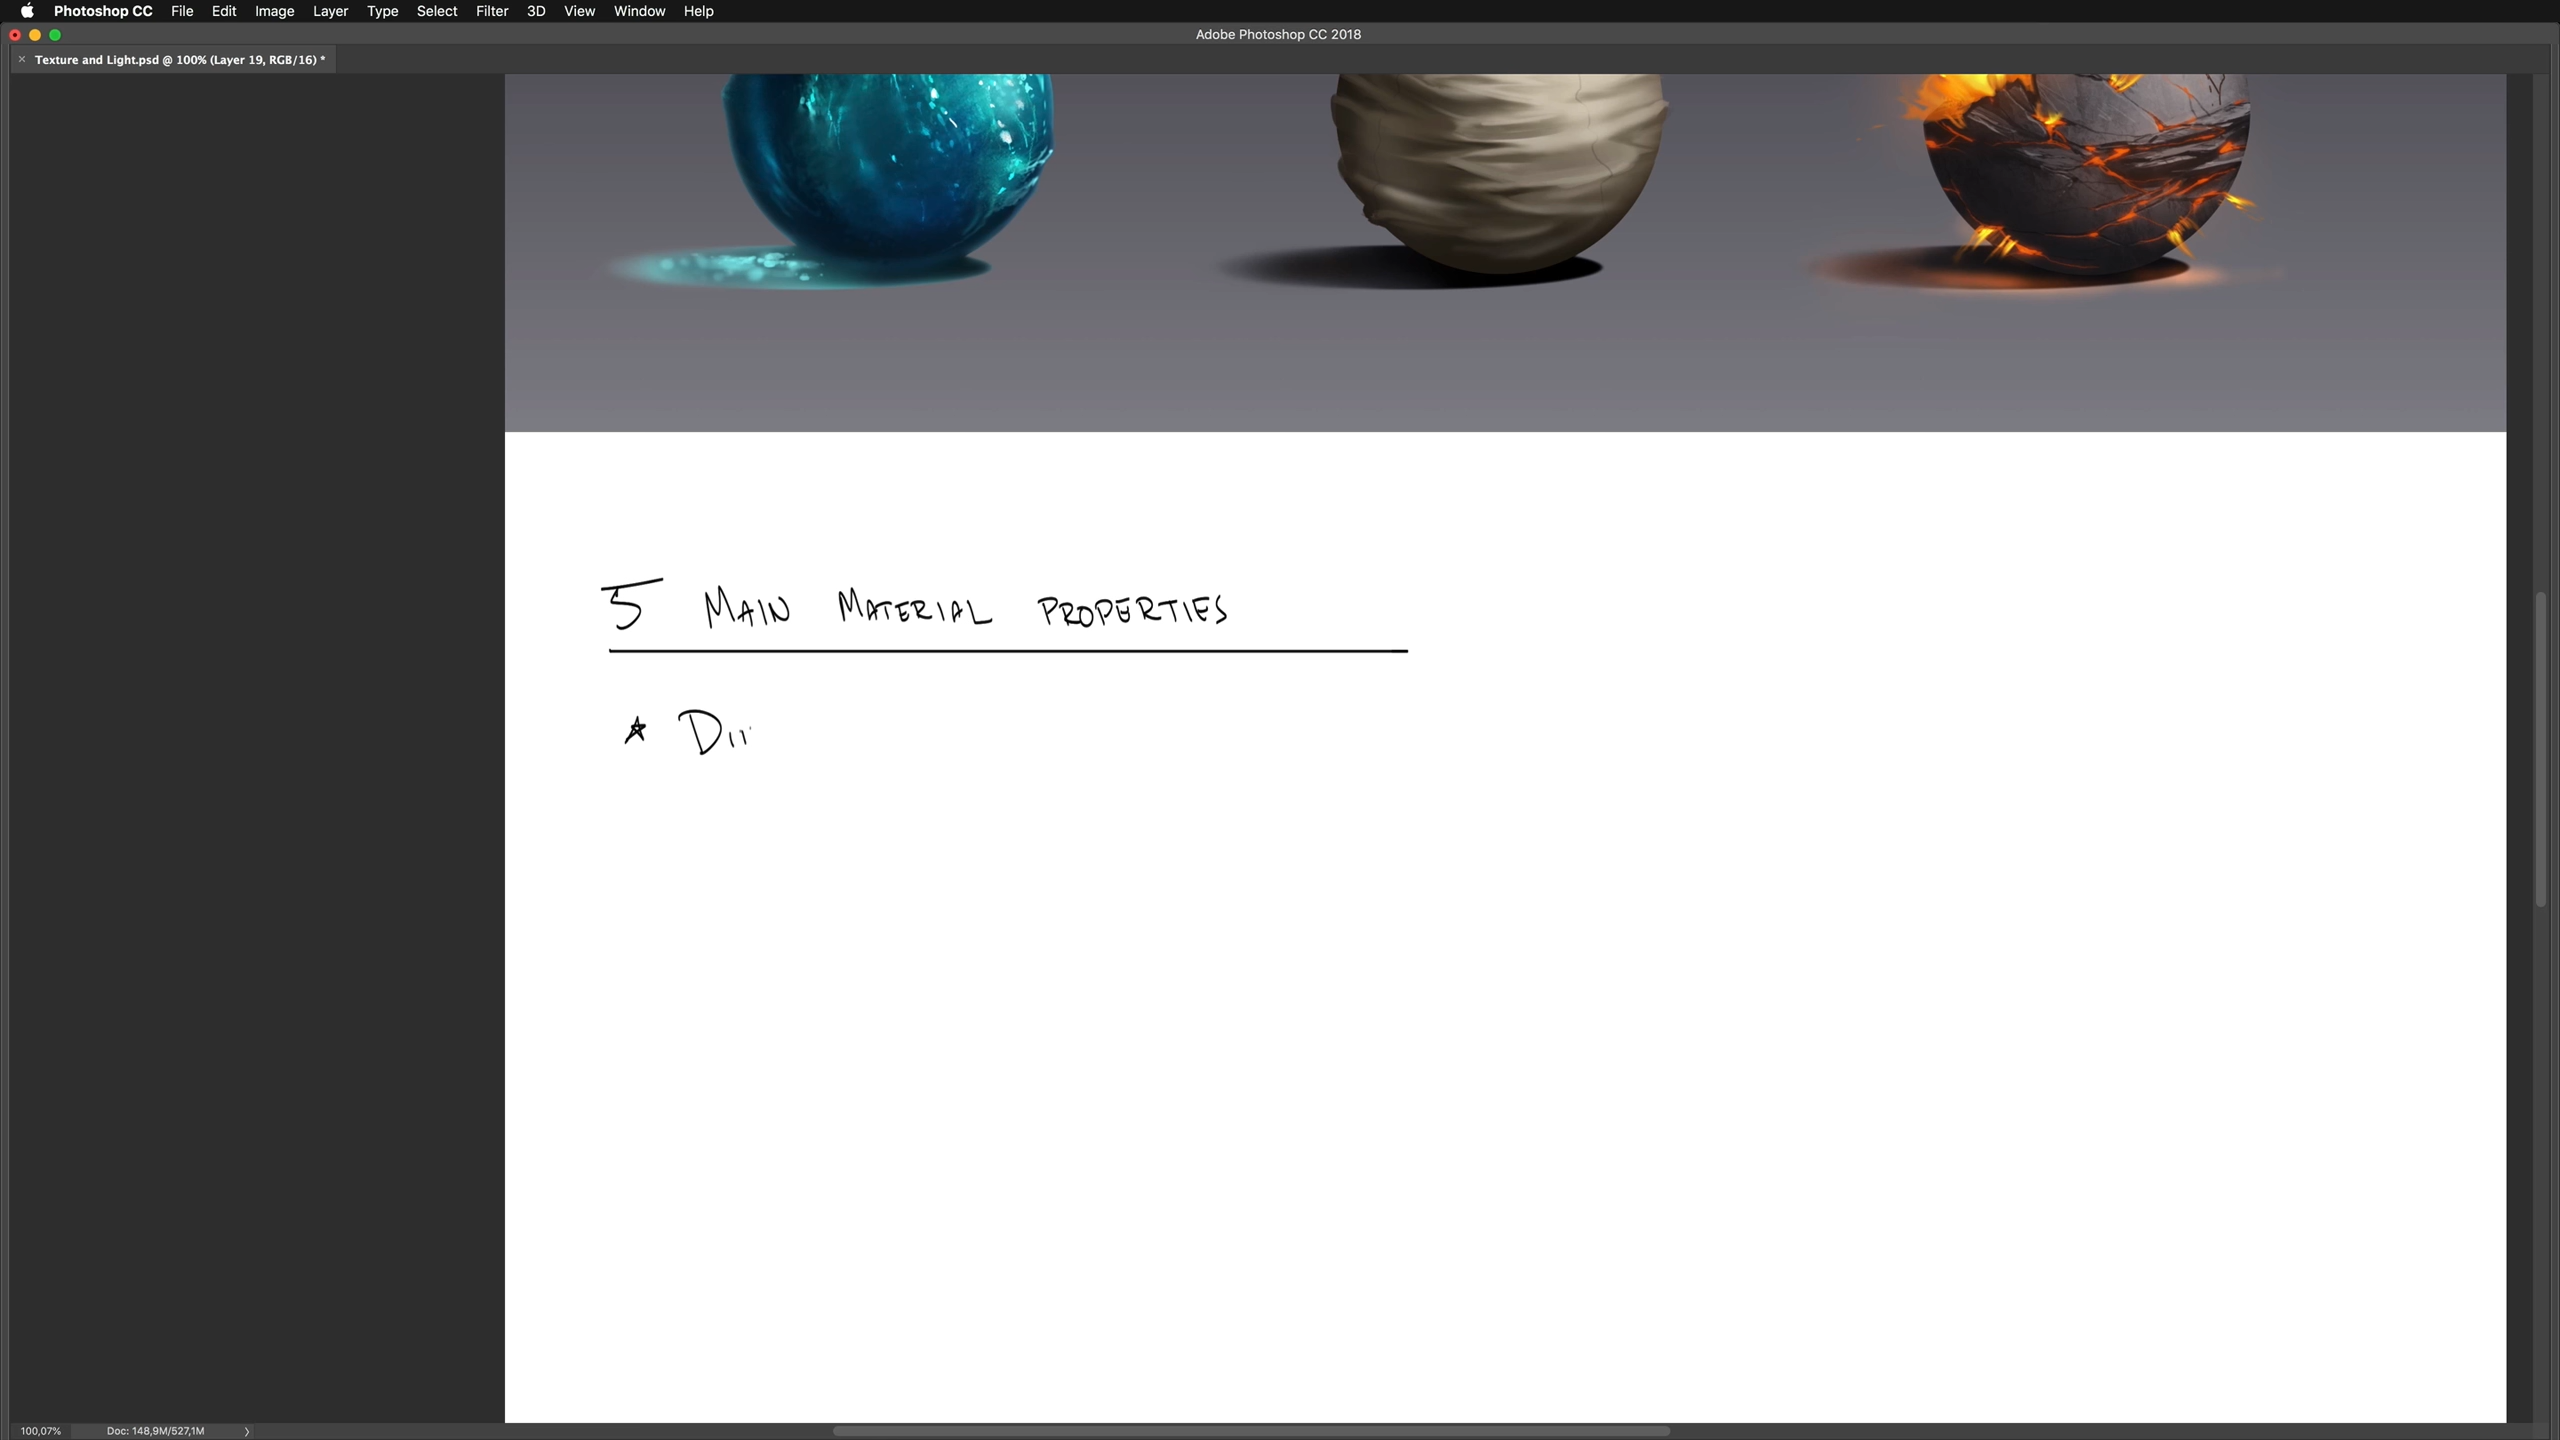 Photoshop CC File Edit Image Layer Type Select Filter 3D View Window Help
Adobe Photoshop CC 2018
× Texture and Light.psd @ 100% (Layer 19, RGB/16) *
5 MAIN MATERIAL PROPERTIES
100,07% Doc: 148,9M/527,1M